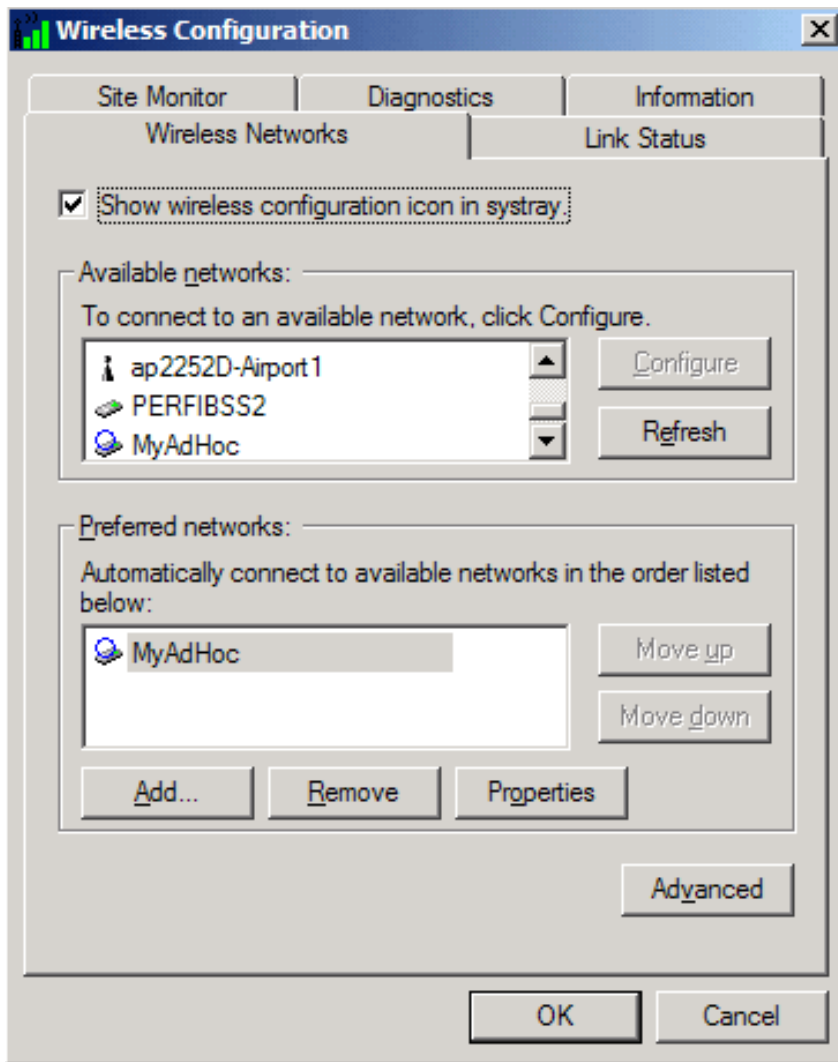 Wireless Configuration
Site Monitor
Diagnostics
Information
Wireless Networks
Link Status
Show wireless configuration icon in systray.
Available networks:
To connect to an available network, click Configure.
ap2252D-Airport1
PERFIBSS2
MyAdHoc
Configure
Refresh
Preferred networks:
Automatically connect to available networks in the order listed
below:
MyAdHoc
Move up
Move down
Add...
Remove
Properties
Advanced
OK
Cancel